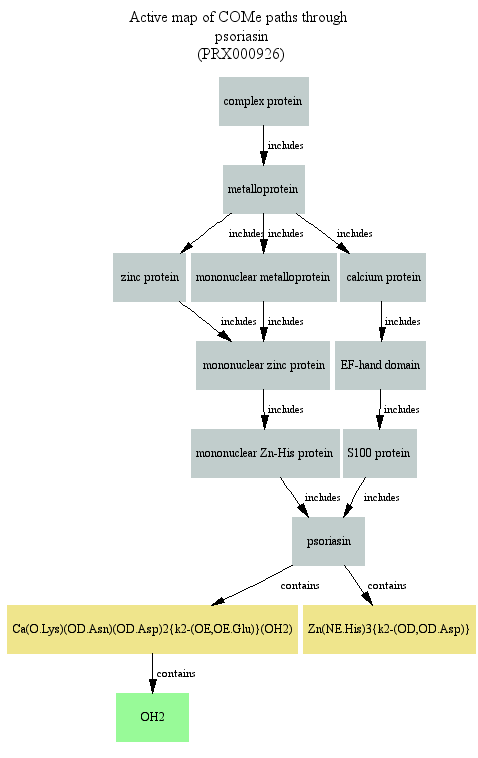 Active map of COMe paths through
psoriasin
(PRX000926)
complex protein
includes
metalloprotein
includes includes includes
zinc protein mononuclear metalloprotein calcium protein
includes includes includes
mononuclear zinc protein EF-hand domain
includes includes
mononuclear Zn-His protein S100 protein
includes includes
psoriasin
contains contains
Ca(O.Lys)(OD.Asn)(OD.Asp)2{k2-(OE,OE.Glu)}(OH2) Zn(NE.His)3{k2-(OD,OD.Asp)}
contains
OH2